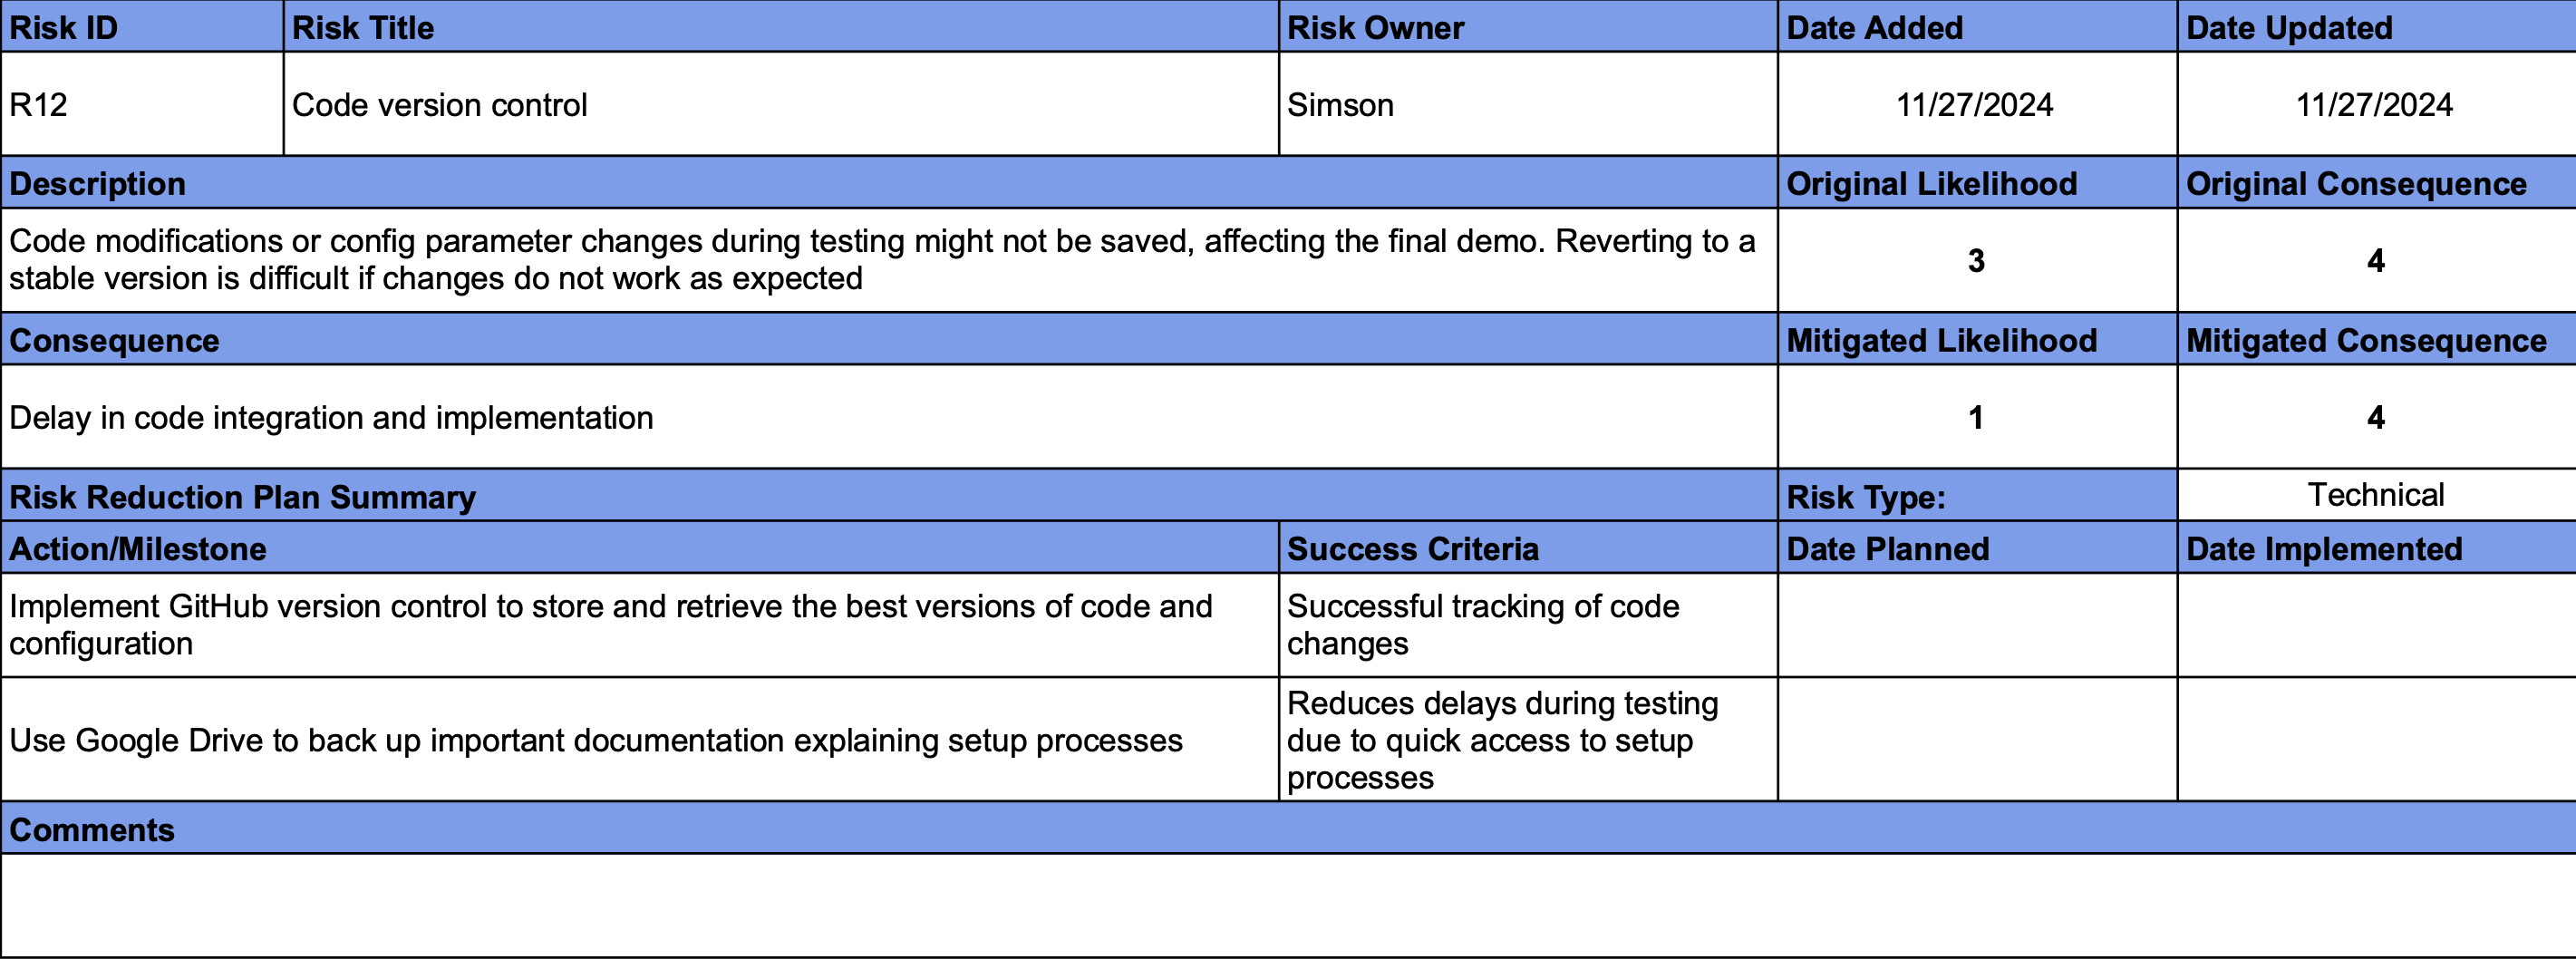 Risk ID Risk Title Risk Owner Date Added Date Updated
R12 Code version control Simson 11/27/2024 11/27/2024
Description Original Likelihood Original Consequence
Code modifications or config parameter changes during testing might not be saved, affecting the final demo. Reverting to a
stable version is difficult if changes do not work as expected
3 4
Consequence Mitigated Likelihood Mitigated Consequence
Delay in code integration and implementation 1 4
Risk Reduction Plan Summary Risk Type: Technical
Action/Milestone Success Criteria Date Planned Date Implemented
Implement GitHub version control to store and retrieve the best versions of code and
configuration
Successful tracking of code
changes
Use Google Drive to back up important documentation explaining setup processes
Reduces delays during testing
due to quick access to setup
processes
Comments